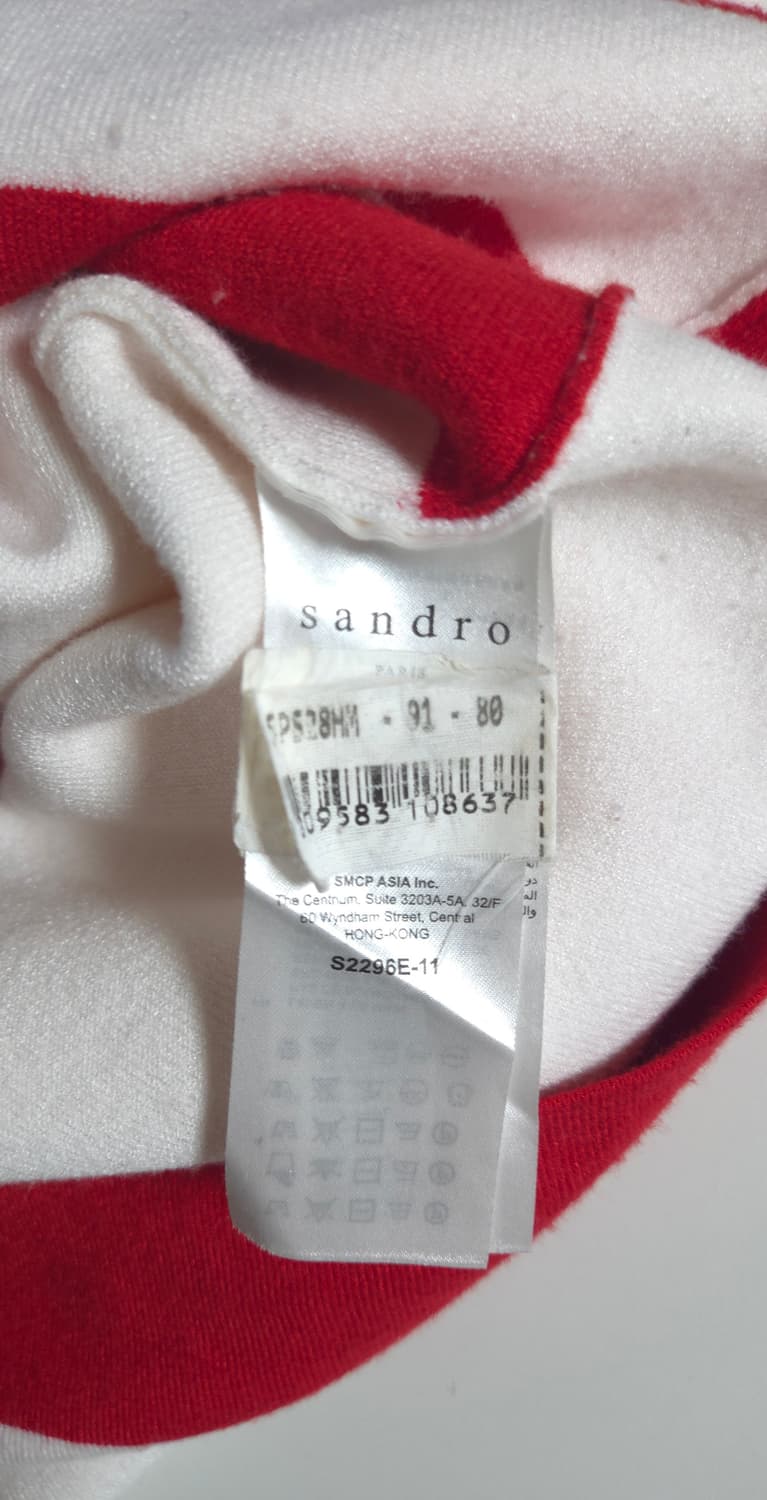 sandro
PARIS
- 91 - 80
09583 108637
SMCP ASIA Inc.
The Centrum. Suite 3203A-5A. 32/F
60 Wyndham Street, Central
HONG-KONG
S2296E-11